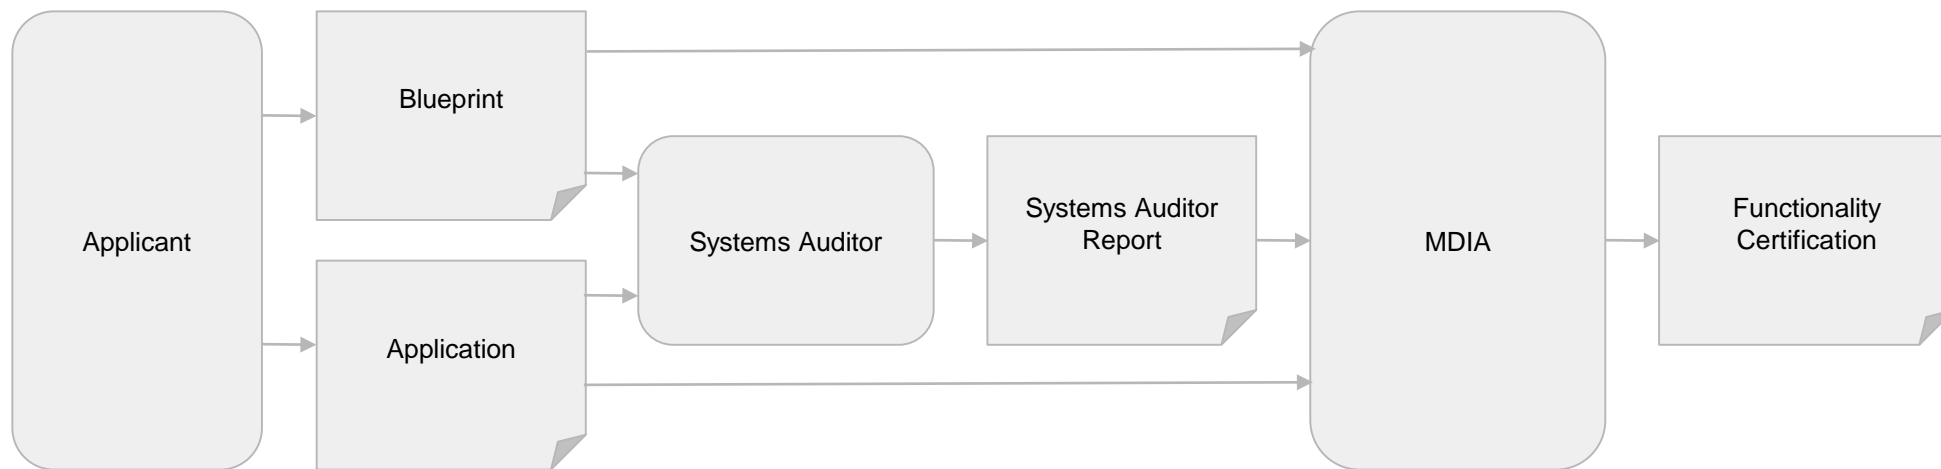 Applicant
Blueprint
Application
Systems Auditor
Systems Auditor
Report
MDIA
Functionality
Certification